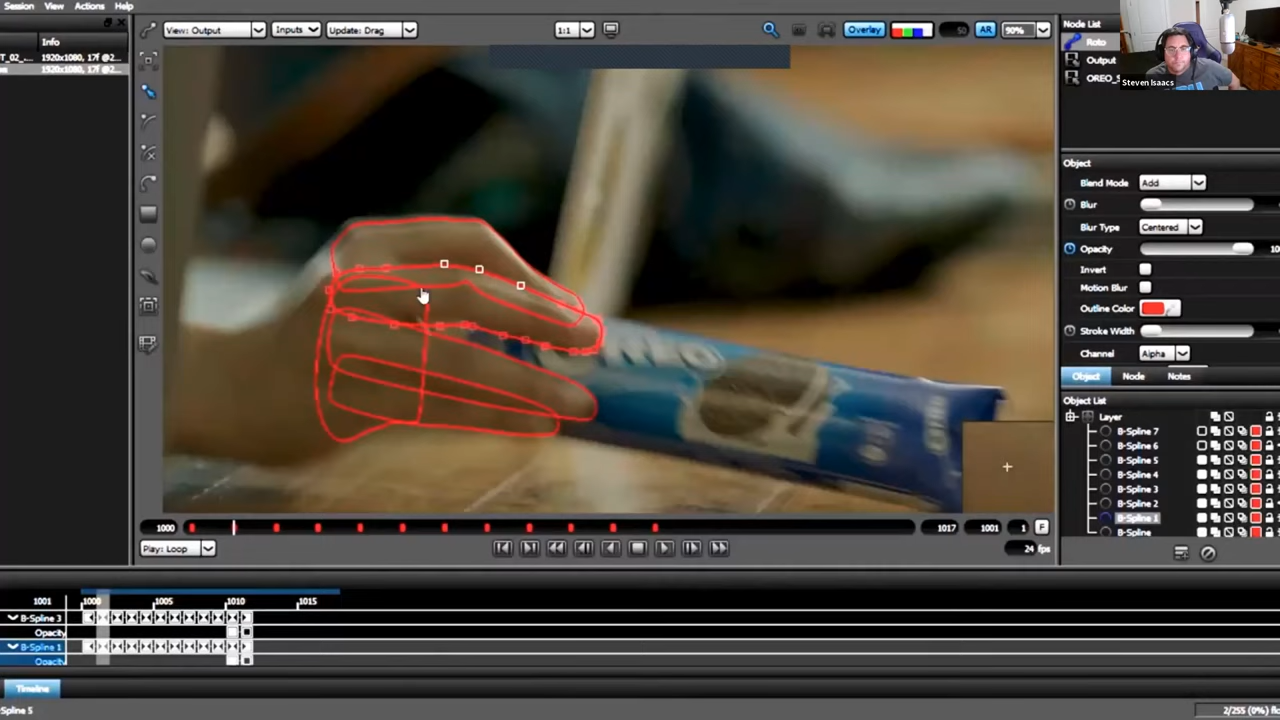 Session View Actions Help
Info
T_02_... 1920x1080, 17f @2...
1920x1080, 17f @2...
View: Output Inputs Update: Drag 1:1 Overlay 50 AR 90%
Node List
Roto
Output
OREO_S
Steven Isaacs
Object
Blend Mode Add
Blur
Blur Type Centered
Opacity 10
Invert
Motion Blur
Outline Color
Stroke Width
Channel Alpha
Object Node Notes
Object List
Layer
B-Spline 7
B-Spline 6
B-Spline 5
B-Spline 4
B-Spline 3
B-Spline 2
B-Spline 1
B-Spline
1000 1017 1001 1 F
Play: Loop 24 fps
1001 1000 1005 1010 1015
B-Spline 3
Opacity
B-Spline 1
Opacity
Timeline
-Spline 5 2/255 (0%) flo